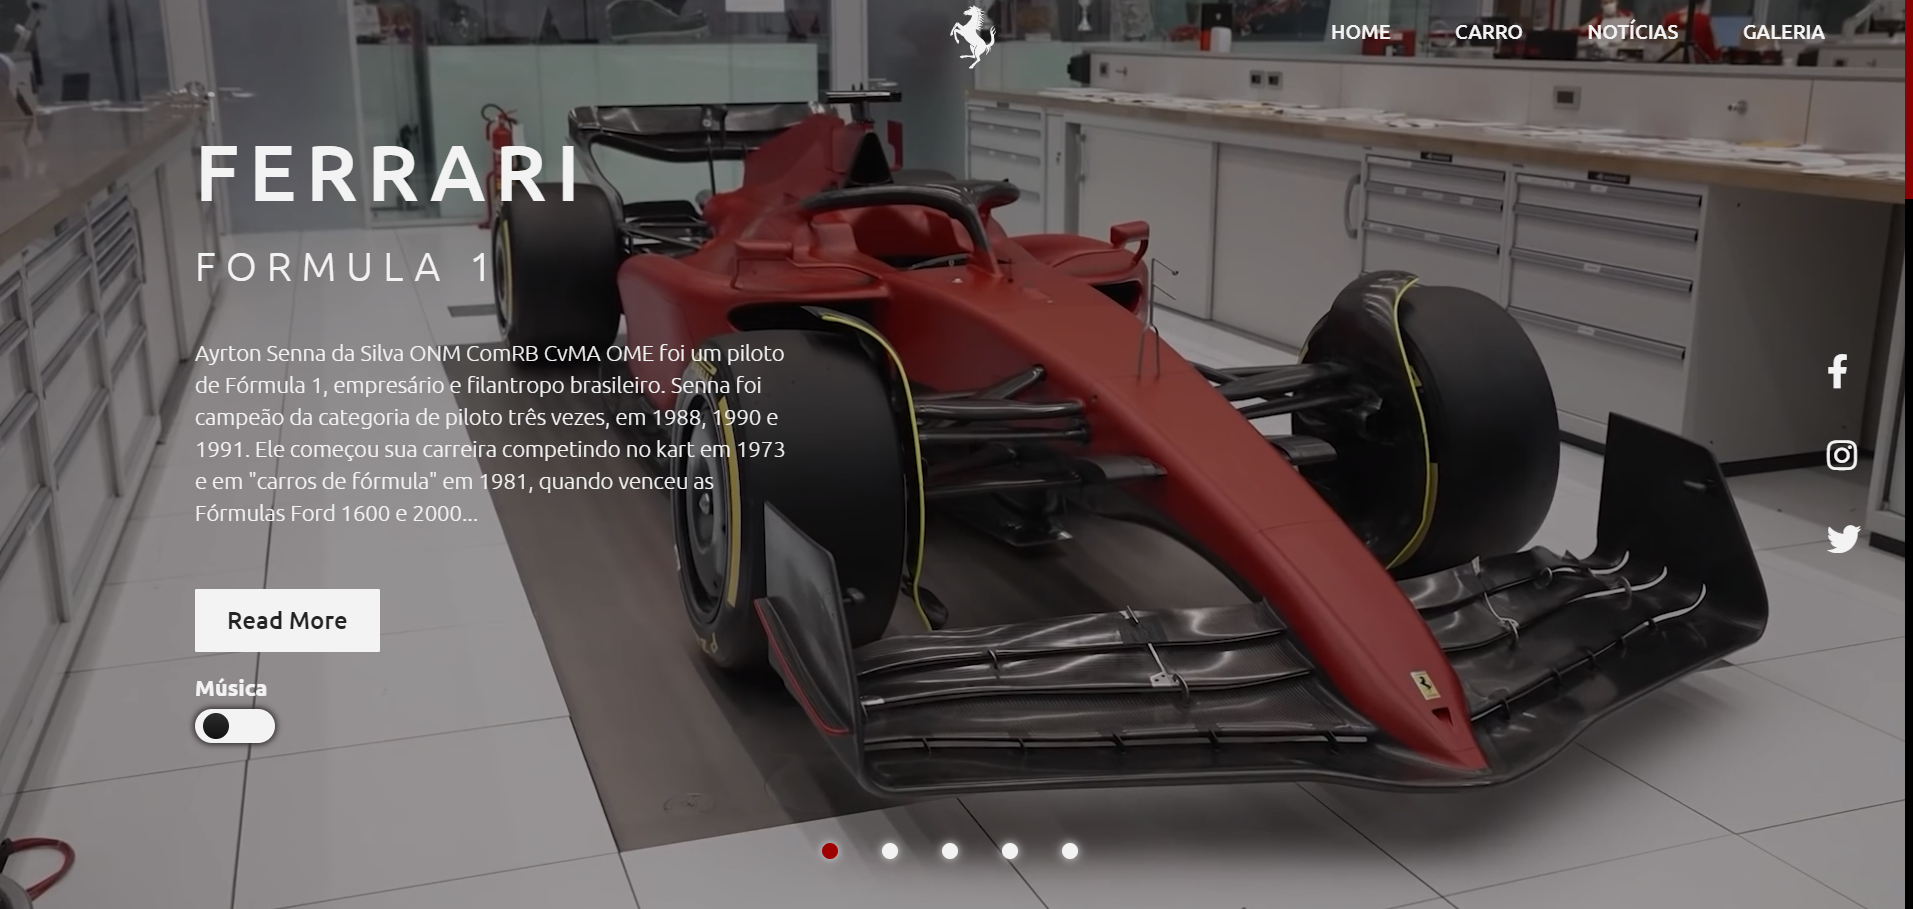 HOME CARRO NOTÍCIAS GALERIA
FERRARI
FORMULA 1
Ayrton Senna da Silva ONM ComRB CvMA OME foi um piloto
de Fórmula 1, empresário e filantropo brasileiro. Senna foi
campeão da categoria de piloto três vezes, em 1988, 1990 e
1991. Ele começou sua carreira competindo no kart em 1973
e em "carros de fórmula" em 1981, quando venceu as
Fórmulas Ford 1600 e 2000...
Read More
Música